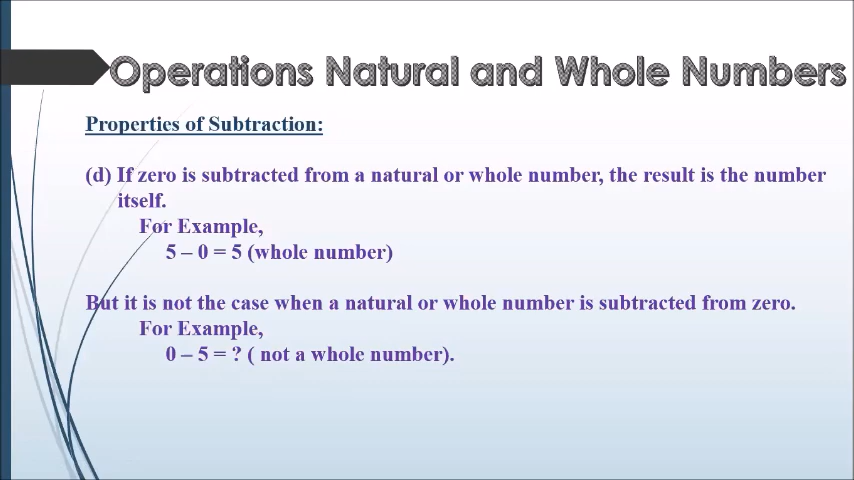 Operations Natural and Whole Numbers
Properties of Subtraction:
(d) If zero is subtracted from a natural or whole number, the result is the number
itself.
For Example,
5 – 0 = 5 (whole number)
But it is not the case when a natural or whole number is subtracted from zero.
For Example,
0 – 5 = ? ( not a whole number).